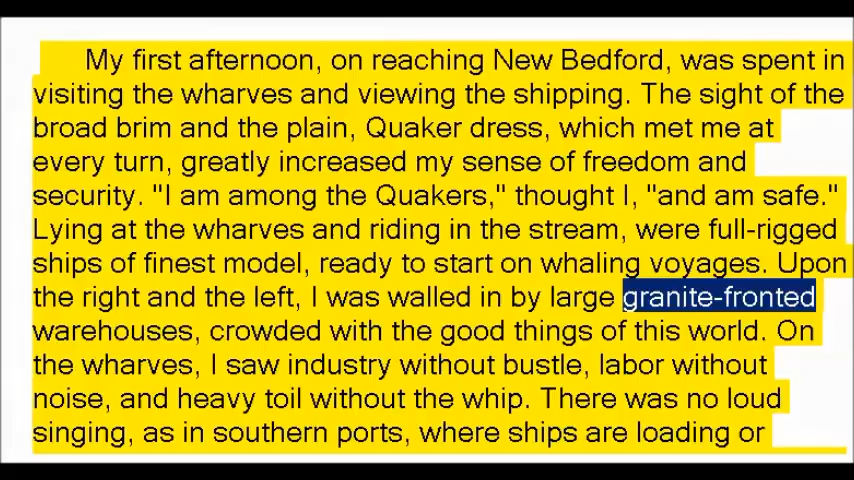 My first afternoon, on reaching New Bedford, was spent in
visiting the wharves and viewing the shipping. The sight of the
broad brim and the plain, Quaker dress, which met me at
every turn, greatly increased my sense of freedom and
security. "I am among the Quakers," thought I, "and am safe."
Lying at the wharves and riding in the stream, were full-rigged
ships of finest model, ready to start on whaling voyages. Upon
the right and the left, I was walled in by large granite-fronted
warehouses, crowded with the good things of this world. On
the wharves, I saw industry without bustle, labor without
noise, and heavy toil without the whip. There was no loud
singing, as in southern ports, where ships are loading or